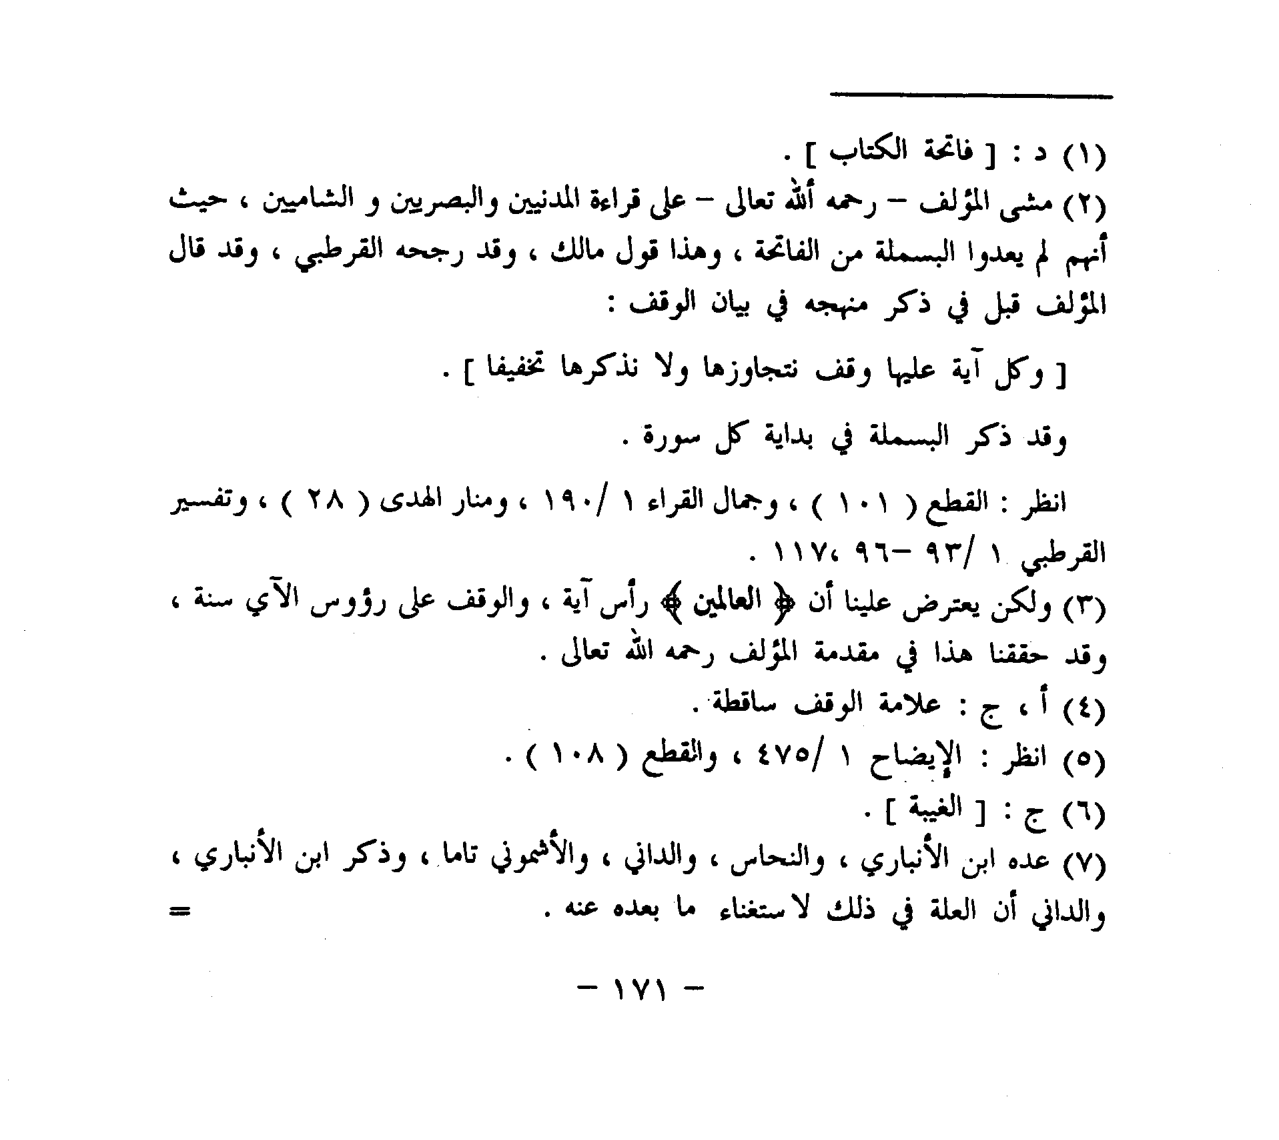 (١) د : [ فاتحة الكتاب ] .
(٢) مشى المؤلف – رحمه ألله تعالى – على قراءة المدنيين والبصريين و الشاميين ، حيث
أنهم لم يعدوا البسملة من الفاتحة ، وهذا قول مالك ، وقد رجحه القرطبي ، وقد قال
المؤلف قبل في ذكر منهجه في بيان الوقف :
[ وكل آية عليها وقف نتجاوزها ولا نذكرها تخفيفا ] .
وقد ذكر البسملة في بداية كل سورة .
انظر : القطع ( ١٠١ ) ، وجمال القراء ١ /١٩٠ ، ومنار الهدى ( ٢٨ ) ، وتفسير
القرطبي ١ /٩٣ –٩٦ ،١١٧ .
(٣) ولكن يعترض علينا أن ﴿ العالمين ﴾ رأس آية ، والوقف على رؤوس الآي سنة ،
وقد حققنا هذا في مقدمة المؤلف رحمه الله تعالى .
(٤) أ ، ج : علامة الوقف ساقطة .
(٥) انظر : الإيضاح ١ /٤٧٥ ، والقطع ( ١٠٨ ) .
(٦) ج : [ الغيبة ] .
(٧) عده ابن الأنباري ، والنحاس ، والداني ، والأشموني تاما ، وذكر ابن الأنباري ،
والداني أن العلة في ذلك لاستغناء ما بعده عنه . =
– ١٧١ –